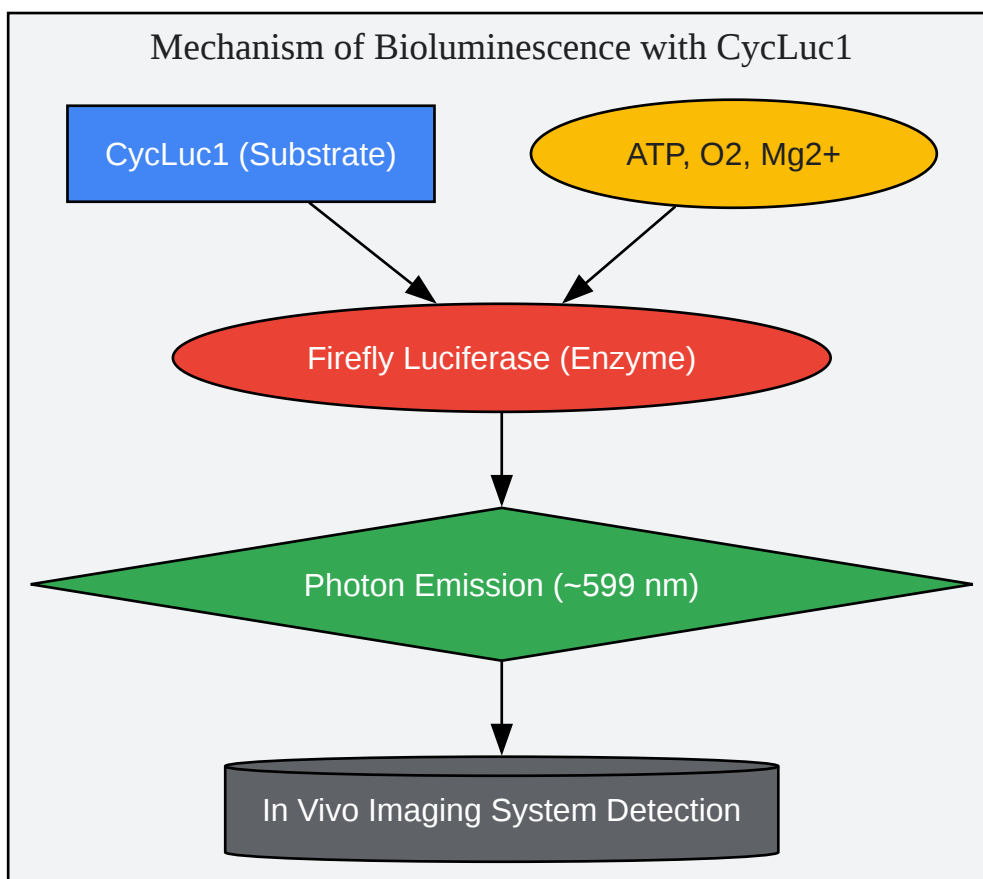 Mechanism of Bioluminescence with CycLuc1
CycLuc1 (Substrate)
ATP, O2, Mg2+
Firefly Luciferase (Enzyme)
Photon Emission (~599 nm)
In Vivo Imaging System Detection